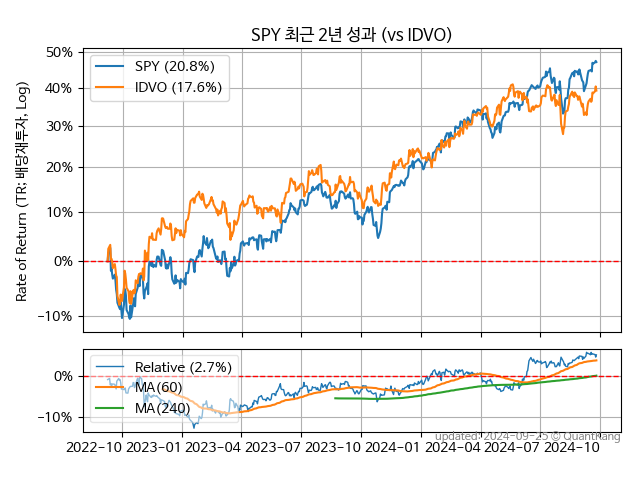 SPY 최근 2년 성과 (vs IDVO)
50%
40%
30%
20%
10%
0%
−10%
Rate of Return (TR; 배당재투자, Log)
SPY (20.8%)
IDVO (17.6%)
0%
−10%
Relative (2.7%)
MA(60)
MA(240)
updated: 2024-09-25 ⓒ QuantKang
2022-10 2023-01 2023-04 2023-07 2023-10 2024-01 2024-04 2024-07 2024-10